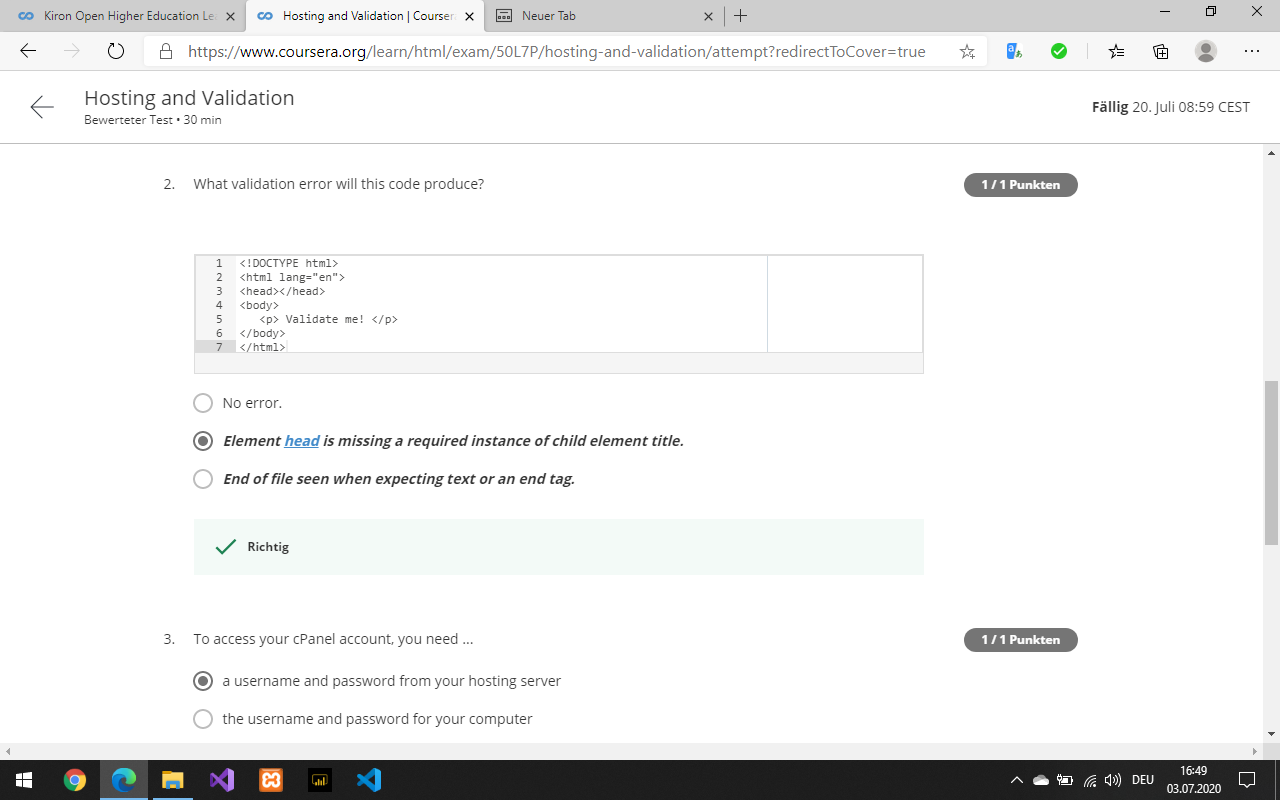 Kiron Open Higher Education Le
Hosting and Validation | Courser
Neuer Tab
https://www.coursera.org/learn/html/exam/50L7P/hosting-and-validation/attempt?redirectToCover=true
Hosting and Validation
Bewerteter Test • 30 min
Fällig 20. Juli 08:59 CEST
2. What validation error will this code produce?
1 / 1 Punkten
1 <!DOCTYPE html>
2 <html lang="en">
3 <head></head>
4 <body>
5 <p> Validate me! </p>
6 </body>
7 </html>
No error.
Element head is missing a required instance of child element title.
End of file seen when expecting text or an end tag.
Richtig
3. To access your cPanel account, you need ...
1 / 1 Punkten
a username and password from your hosting server
the username and password for your computer
DEU
16:49
03.07.2020